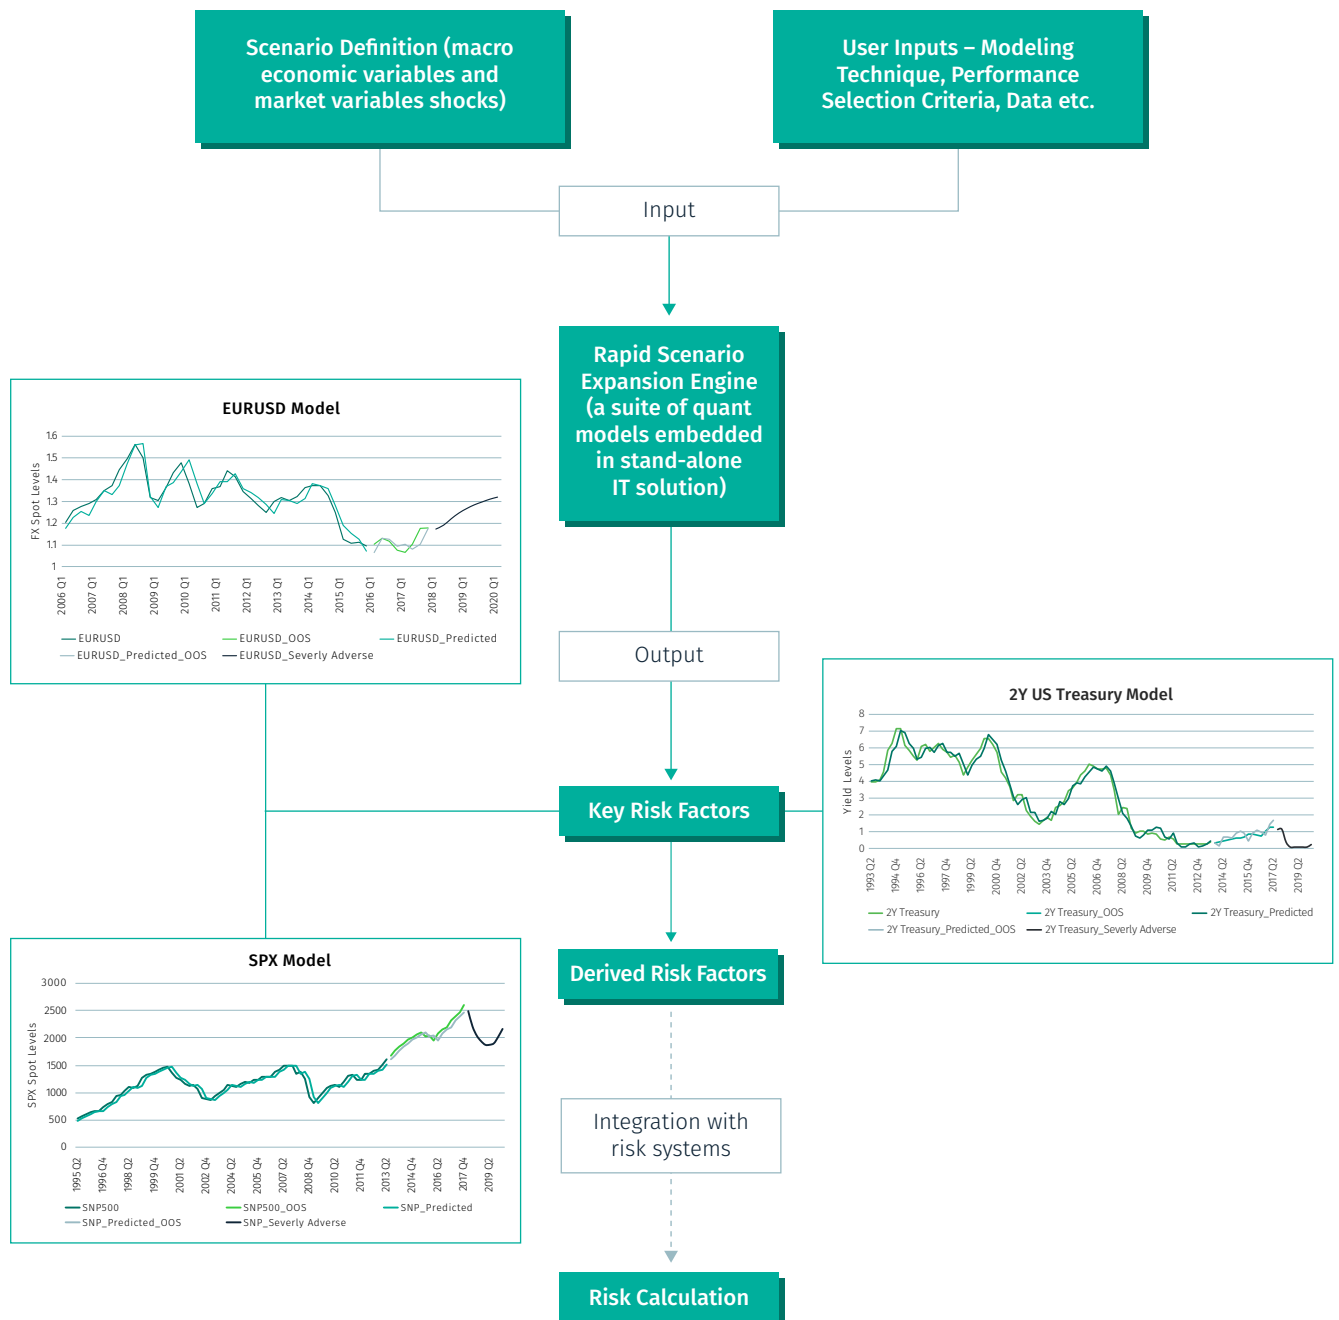 Scenario Definition (macro
economic variables and
market variables shocks)
User Inputs – Modeling
Technique, Performance
Selection Criteria, Data etc.
Input
Rapid Scenario
Expansion Engine
(a suite of quant
models embedded
in stand-alone
IT solution)
EURUSD Model
FX Spot Levels
1.6
1.5
1.4
1.3
1.2
1.1
1
2006 Q1
2007 Q1
2008 Q1
2009 Q1
2010 Q1
2011 Q1
2012 Q1
2013 Q1
2014 Q1
2015 Q1
2016 Q1
2017 Q1
2018 Q1
2019 Q1
2020 Q1
EURUSD
EURUSD_OOS
EURUSD_Predicted
EURUSD_Predicted_OOS
EURUSD_Severly Adverse
Output
2Y US Treasury Model
Yield Levels
8
7
6
5
4
3
2
1
0
1993 Q2
1994 Q4
1996 Q2
1997 Q4
1999 Q2
2000 Q4
2002 Q2
2003 Q4
2005 Q2
2006 Q4
2008 Q2
2009 Q4
2011 Q2
2012 Q4
2014 Q2
2015 Q4
2017 Q2
2019 Q2
2Y Treasury
2Y Treasury_OOS
2Y Treasury_Predicted
2Y Treasury_Predicted_OOS
2Y Treasury_Severly Adverse
Key Risk Factors
Derived Risk Factors
SPX Model
SPX Spot Levels
3000
2500
2000
1500
1000
500
0
1995 Q2
1996 Q4
1998 Q2
1999 Q4
2001 Q2
2002 Q4
2004 Q2
2005 Q4
2007 Q2
2008 Q4
2010 Q2
2011 Q4
2013 Q2
2014 Q4
2016 Q2
2017 Q4
2019 Q2
SNP500
SNP500_OOS
SNP_Predicted
SNP_Predicted_OOS
SNP_Severly Adverse
Integration with
risk systems
Risk Calculation